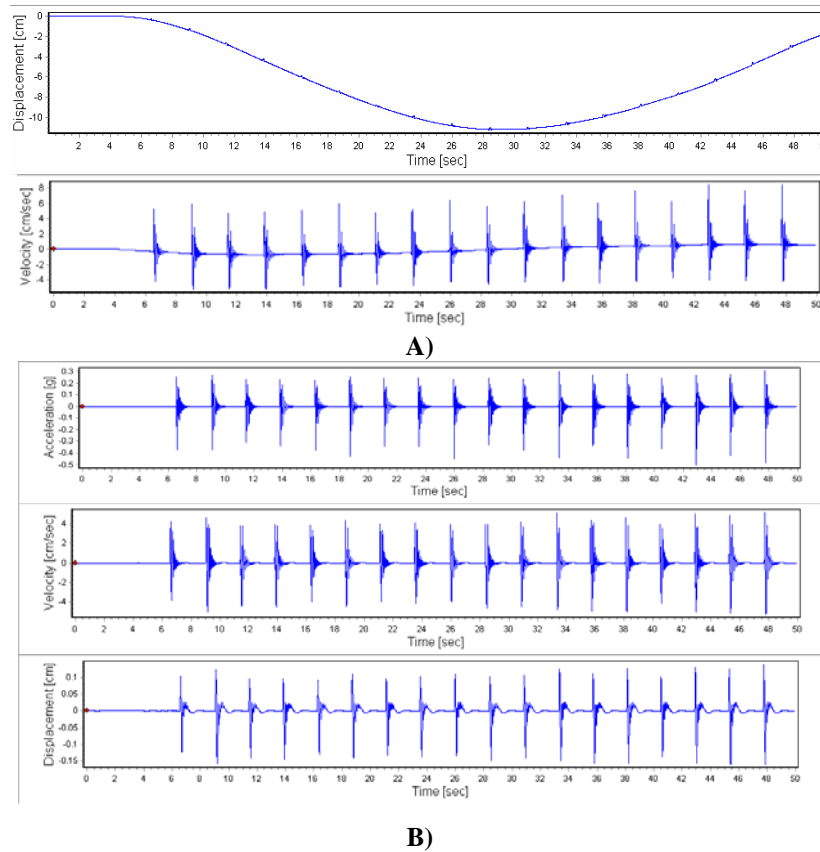 Displacement [cm]
0
-2
-4
-6
-8
-10
2 4 6 8 10 12 14 16 18 20 22 24 26 28 30 32 34 36 38 40 42 44 46 48
Time [sec]
Velocity [cm/sec]
8
6
4
2
0
-2
-4
0 2 4 6 8 10 12 14 16 18 20 22 24 26 28 30 32 34 36 38 40 42 44 46 48 50
Time [sec]
A)
Acceleration [g]
0.3
0.2
0.1
0
-0.1
-0.2
-0.3
-0.4
-0.5
0 2 4 6 8 10 12 14 16 18 20 22 24 26 28 30 32 34 36 38 40 42 44 46 48 50
Time [sec]
Velocity [cm/sec]
4
2
0
-2
-4
0 2 4 6 8 10 12 14 16 18 20 22 24 26 28 30 32 34 36 38 40 42 44 46 48 50
Time [sec]
Displacement [cm]
0.1
0.05
0
-0.05
-0.1
-0.15
0 2 4 6 8 10 12 14 16 18 20 22 24 26 28 30 32 34 36 38 40 42 44 46 48 50
Time [sec]
B)